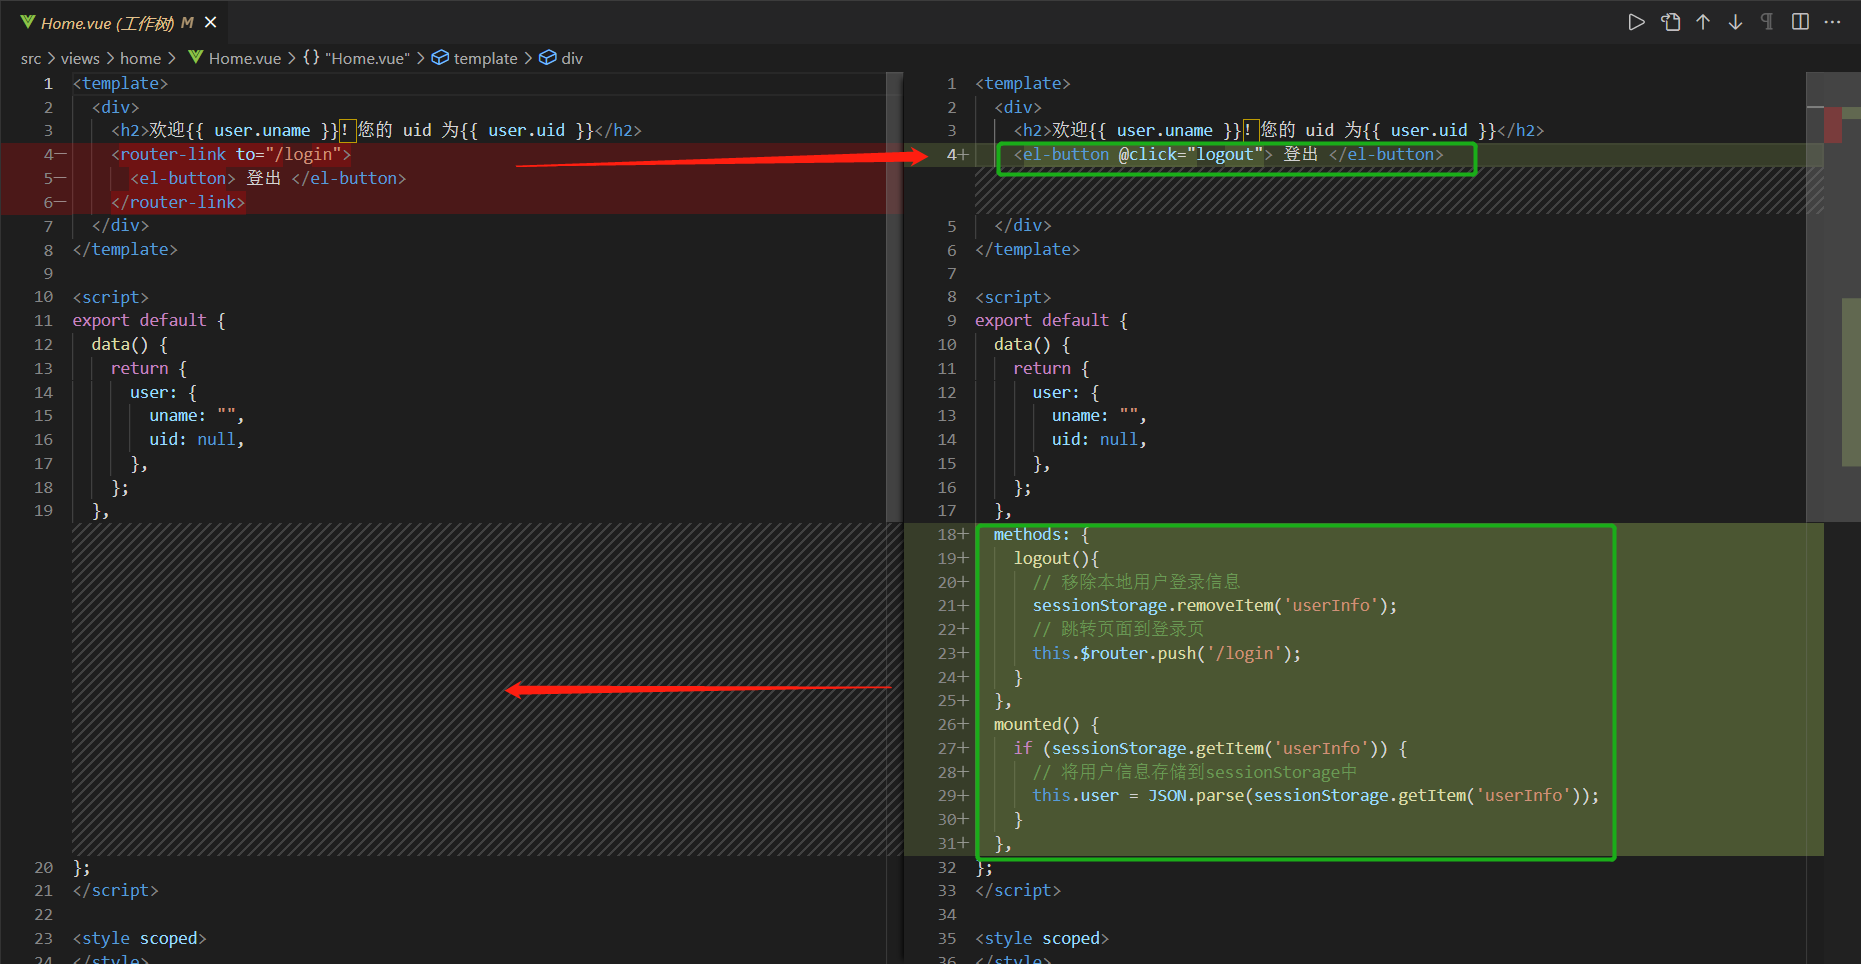 Home.vue (工作树) M
src > views > home > Home.vue > {} "Home.vue" > template > div
1 <template>
2 <div>
3 <h2>欢迎{{ user.uname }}！您的 uid 为{{ user.uid }}</h2>
4— <router-link to="/login">
5— <el-button> 登出 </el-button>
6— </router-link>
7 </div>
8 </template>
9
10 <script>
11 export default {
12 data() {
13 return {
14 user: {
15 uname: "",
16 uid: null,
17 },
18 };
19 },
20 };
21 </script>
22
23 <style scoped>
24 </style>
1 <template>
2 <div>
3 <h2>欢迎{{ user.uname }}！您的 uid 为{{ user.uid }}</h2>
4+ <el-button @click="logout"> 登出 </el-button>
5 </div>
6 </template>
7
8 <script>
9 export default {
10 data() {
11 return {
12 user: {
13 uname: "",
14 uid: null,
15 },
16 };
17 },
18+ methods: {
19+ logout(){
20+ // 移除本地用户登录信息
21+ sessionStorage.removeItem('userInfo');
22+ // 跳转页面到登录页
23+ this.$router.push('/login');
24+ }
25+ },
26+ mounted() {
27+ if (sessionStorage.getItem('userInfo')) {
28+ // 将用户信息存储到sessionStorage中
29+ this.user = JSON.parse(sessionStorage.getItem('userInfo'));
30+ }
31+ },
32 };
33 </script>
34
35 <style scoped>
36 </style>